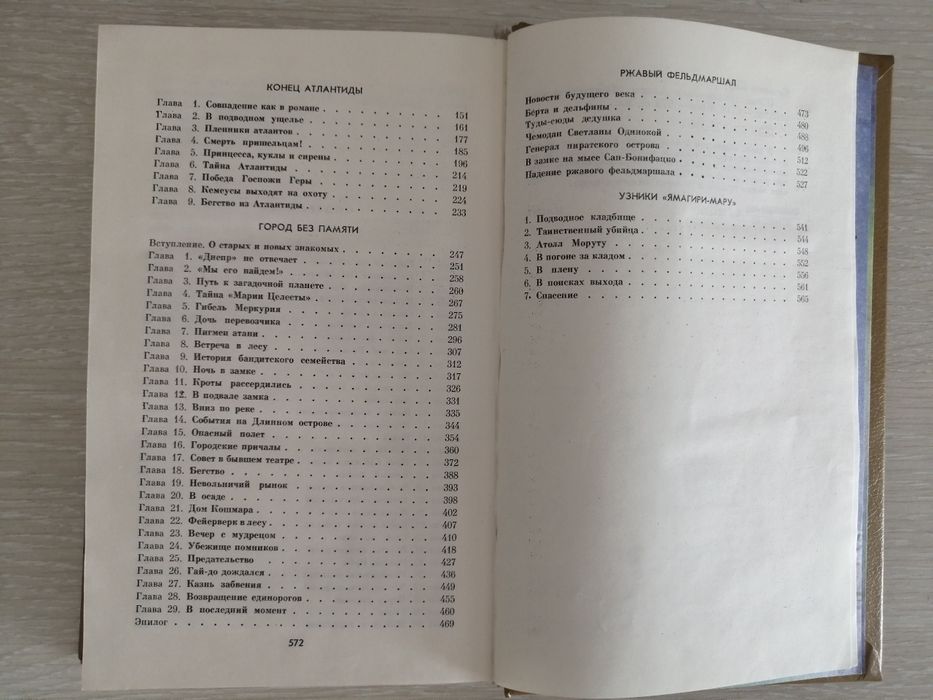 КОНЕЦ АТЛАНТИДЫ
Глава 1. Совпадение как в романе . . . . . . . . . . 151
Глава 2. В подводном ущелье . . . . . . . . . . 161
Глава 3. Пленники атлантов . . . . . . . . . . 177
Глава 4. Смерть пришельцам! . . . . . . . . . . 185
Глава 5. Принцесса, куклы и сирены . . . . . . . . . . 196
Глава 6. Тайна Атлантиды . . . . . . . . . . 214
Глава 7. Победа Госпожи Геры . . . . . . . . . . 219
Глава 8. Кемеусы выходят на охоту . . . . . . . . . . 224
Глава 9. Бегство из Атлантиды . . . . . . . . . . 233
ГОРОД БЕЗ ПАМЯТИ
Вступление. О старых и новых знакомых . . . . . . . . . . 247
Глава 1. «Днепр» не отвечает . . . . . . . . . . 251
Глава 2. «Мы его найдем!» . . . . . . . . . . 258
Глава 3. Путь к загадочной планете . . . . . . . . . . 260
Глава 4. Тайна «Марии Целесты» . . . . . . . . . . 267
Глава 5. Гибель Меркурия . . . . . . . . . . 275
Глава 6. Дочь перевозчика . . . . . . . . . . 281
Глава 7. Пигмеи атани . . . . . . . . . . 296
Глава 8. Встреча в лесу . . . . . . . . . . 307
Глава 9. История бандитского семейства . . . . . . . . . . 312
Глава 10. Ночь в замке . . . . . . . . . . 317
Глава 11. Кроты рассердились . . . . . . . . . . 326
Глава 12. В подвале замка . . . . . . . . . . 331
Глава 13. Вниз по реке . . . . . . . . . . 335
Глава 14. События на Длинном острове . . . . . . . . . . 344
Глава 15. Опасный полет . . . . . . . . . . 354
Глава 16. Городские причалы . . . . . . . . . . 360
Глава 17. Совет в бывшем театре . . . . . . . . . . 372
Глава 18. Бегство . . . . . . . . . . 388
Глава 19. Невольничий рынок . . . . . . . . . . 393
Глава 20. В осаде . . . . . . . . . . 398
Глава 21. Дом Кошмара . . . . . . . . . . 402
Глава 22. Фейерверк в лесу . . . . . . . . . . 407
Глава 23. Вечер с мудрецом . . . . . . . . . . 410
Глава 24. Убежище помников . . . . . . . . . . 418
Глава 25. Предательство . . . . . . . . . . 427
Глава 26. Гай-до дождался . . . . . . . . . . 436
Глава 27. Казнь забвения . . . . . . . . . . 449
Глава 28. Возвращение единорогов . . . . . . . . . . 455
Глава 29. В последний момент . . . . . . . . . . 460
Эпилог . . . . . . . . . . 469
572
РЖАВЫЙ ФЕЛЬДМАРШАЛ
Новости будущего века . . . . . . . . . . 473
Берта и дельфины . . . . . . . . . . 480
Туды-сюды дедушка . . . . . . . . . . 488
Чемодан Светланы Одинокой . . . . . . . . . . 496
Генерал пиратского острова . . . . . . . . . . 512
В замке на мысе Сан-Бонифацио . . . . . . . . . . 522
Падение ржавого фельдмаршала . . . . . . . . . . 527
УЗНИКИ «ЯМАГИРИ-МАРУ»
1. Подводное кладбище . . . . . . . . . . 541
2. Таинственный убийца . . . . . . . . . . 544
3. Атолл Моруту . . . . . . . . . . 548
4. В погоне за кладом . . . . . . . . . . 552
5. В плену . . . . . . . . . . 556
6. В поисках выхода . . . . . . . . . . 561
7. Спасение . . . . . . . . . . 565